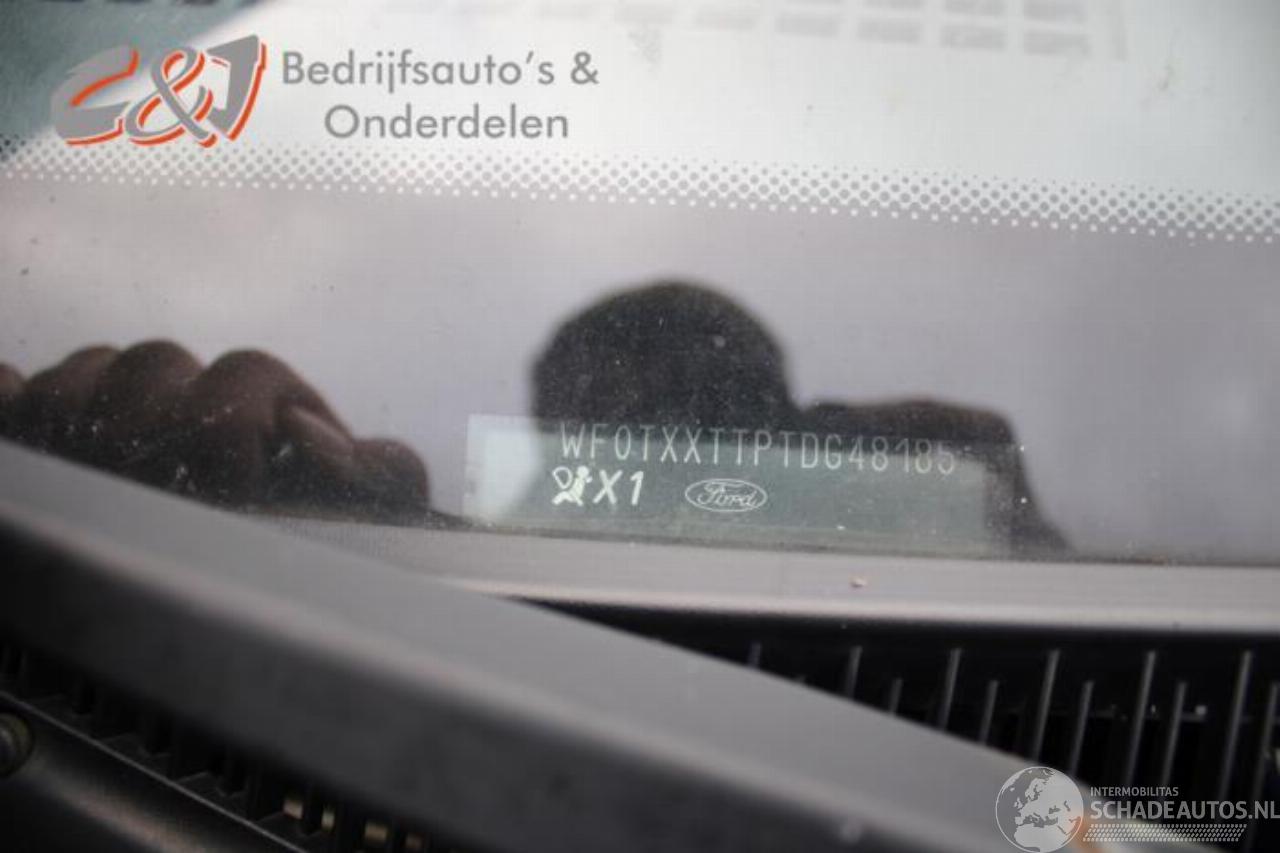 C&J Bedrijfsauto's &
Onderdelen
WF0TXXTTPTDG48185
X1 Ford
INTERMOBILITAS
SCHADEAUTOS.NL